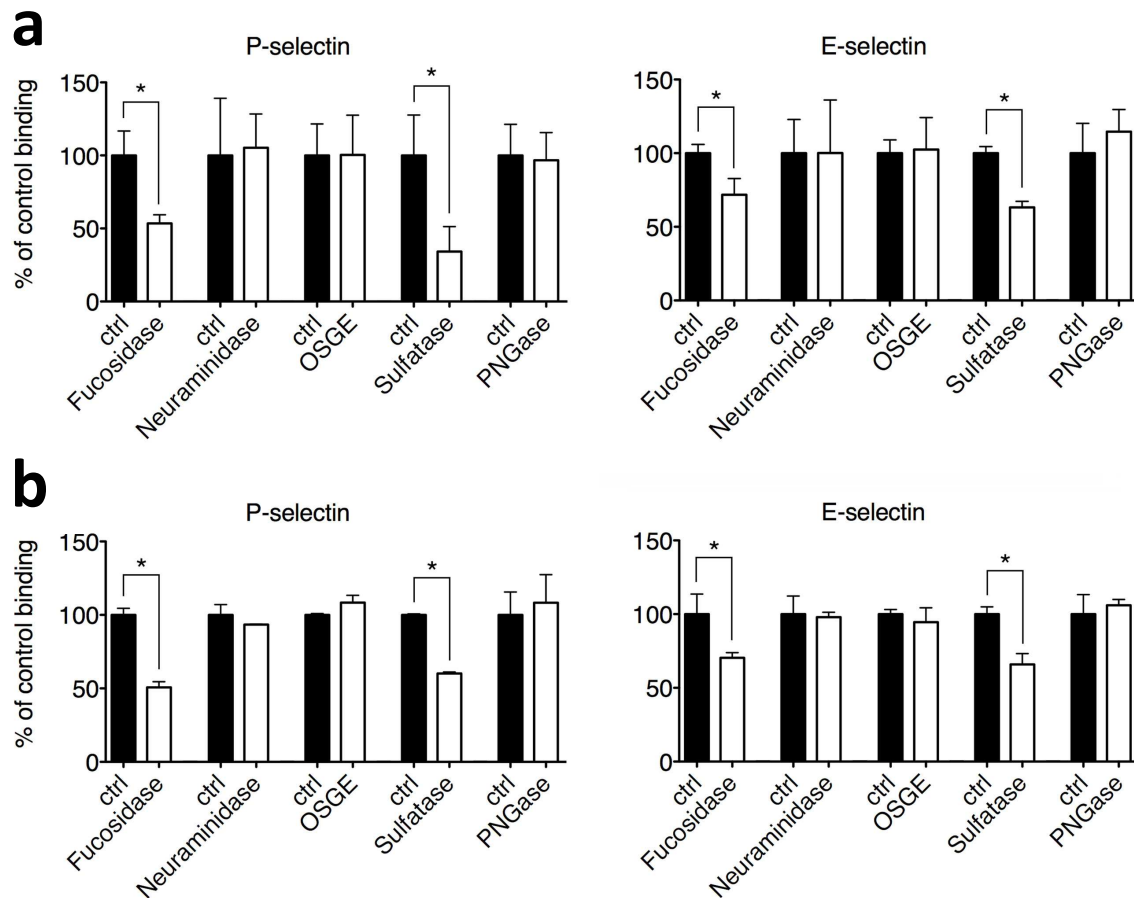 a
P-selectin
E-selectin
% of control binding
150
100
50
0
*
*
ctrl
Fucosidase
ctrl
Neuraminidase
ctrl
OSGE
ctrl
Sulfatase
ctrl
PNGase
150
100
50
0
*
*
ctrl
Fucosidase
ctrl
Neuraminidase
ctrl
OSGE
ctrl
Sulfatase
ctrl
PNGase
b
P-selectin
E-selectin
% of control binding
150
100
50
0
*
*
ctrl
Fucosidase
ctrl
Neuraminidase
ctrl
OSGE
ctrl
Sulfatase
ctrl
PNGase
150
100
50
0
*
*
ctrl
Fucosidase
ctrl
Neuraminidase
ctrl
OSGE
ctrl
Sulfatase
ctrl
PNGase